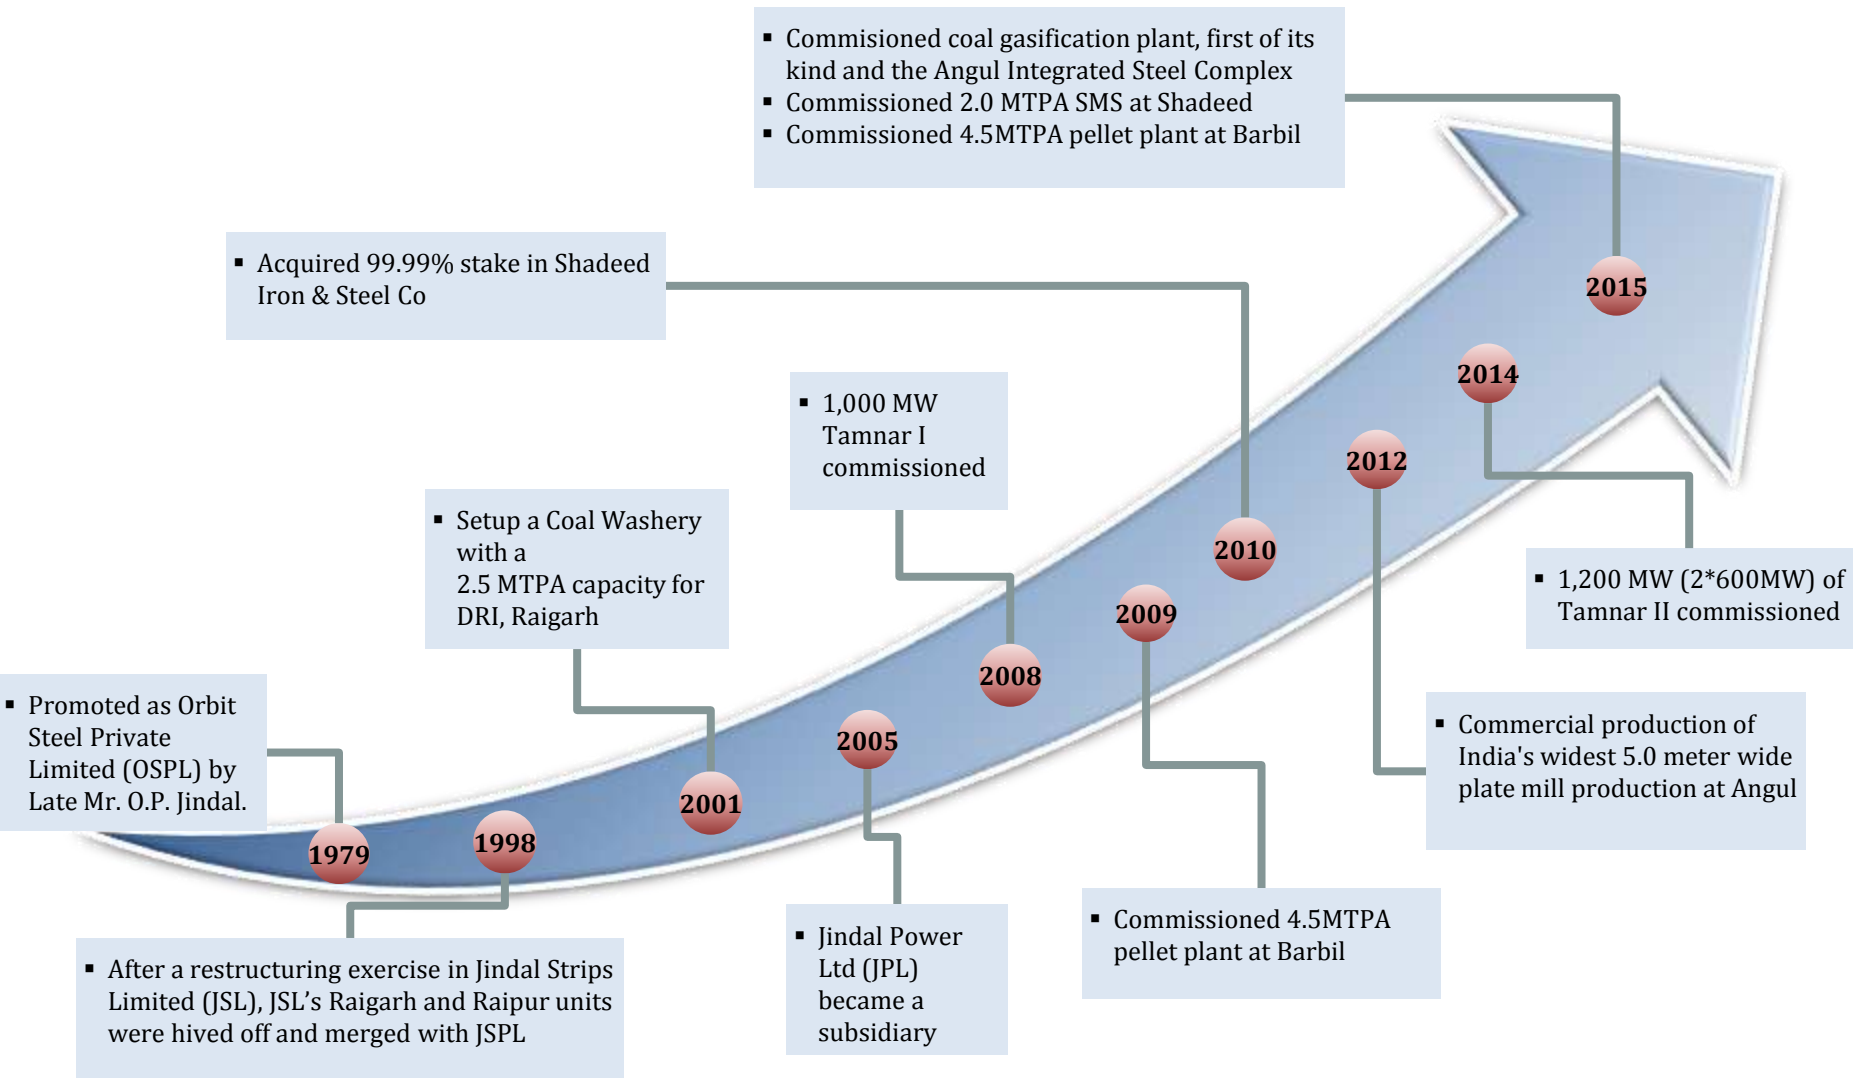 ▪ Commisioned coal gasification plant, first of its
kind and the Angul Integrated Steel Complex
▪ Commissioned 2.0 MTPA SMS at Shadeed
▪ Commissioned 4.5MTPA pellet plant at Barbil
▪ Acquired 99.99% stake in Shadeed
Iron & Steel Co
2015
2014
▪ 1,000 MW
Tamnar I
commissioned
2012
▪ Setup a Coal Washery
with a
2.5 MTPA capacity for
DRI, Raigarh
2010
▪ 1,200 MW (2*600MW) of
Tamnar II commissioned
2009
2008
▪ Promoted as Orbit
Steel Private
Limited (OSPL) by
Late Mr. O.P. Jindal.
2005
▪ Commercial production of
India's widest 5.0 meter wide
plate mill production at Angul
2001
1998
1979
▪ After a restructuring exercise in Jindal Strips
Limited (JSL), JSL’s Raigarh and Raipur units
were hived off and merged with JSPL
▪ Jindal Power
Ltd (JPL)
became a
subsidiary
▪ Commissioned 4.5MTPA
pellet plant at Barbil